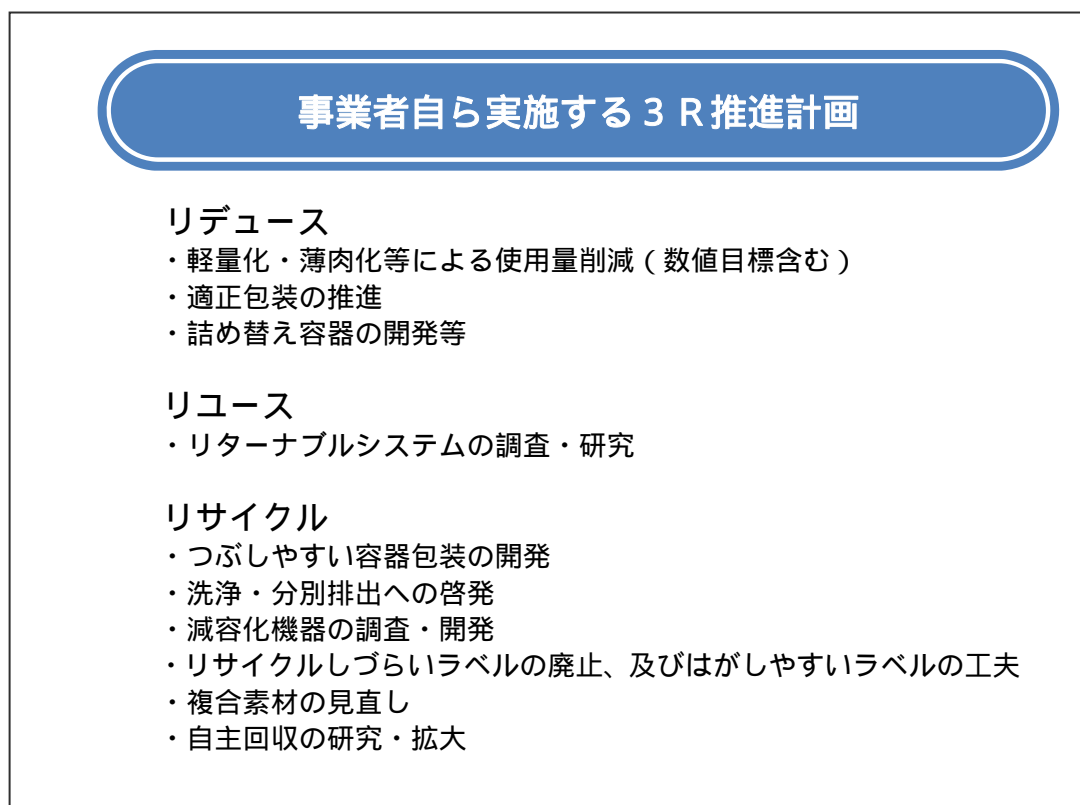 事業者自ら実施する３Ｒ推進計画
リデュース
・軽量化・薄肉化等による使用量削減（数値目標含む）
・適正包装の推進
・詰め替え容器の開発等
リユース
・リターナブルシステムの調査・研究
リサイクル
・つぶしやすい容器包装の開発
・洗浄・分別排出への啓発
・減容化機器の調査・開発
・リサイクルしづらいラベルの廃止、及びはがしやすいラベルの工夫
・複合素材の見直し
・自主回収の研究・拡大